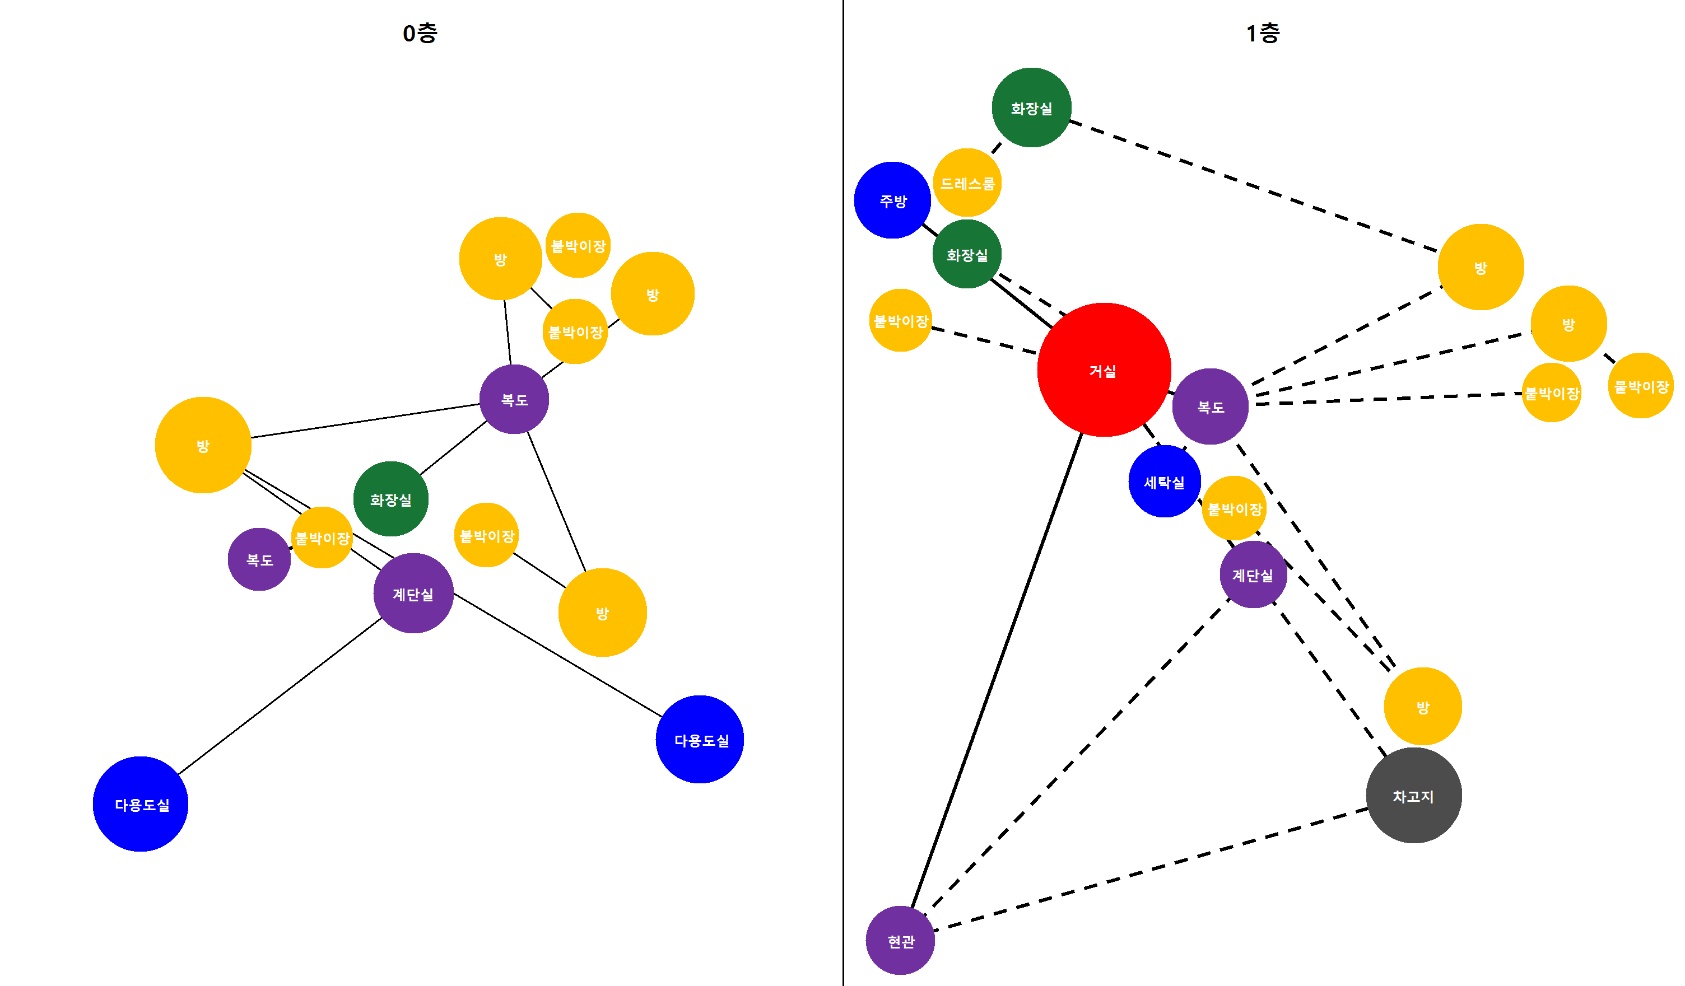 0층
방
붙박이장
방
붙박이장
복도
방
화장실
붙박이장
복도
붙박이장
계단실
방
다용도실
다용도실
1층
화장실
드레스룸
주방
화장실
방
붙박이장
방
거실
붙박이장
붙박이장
복도
세탁실
붙박이장
계단실
방
차고지
현관